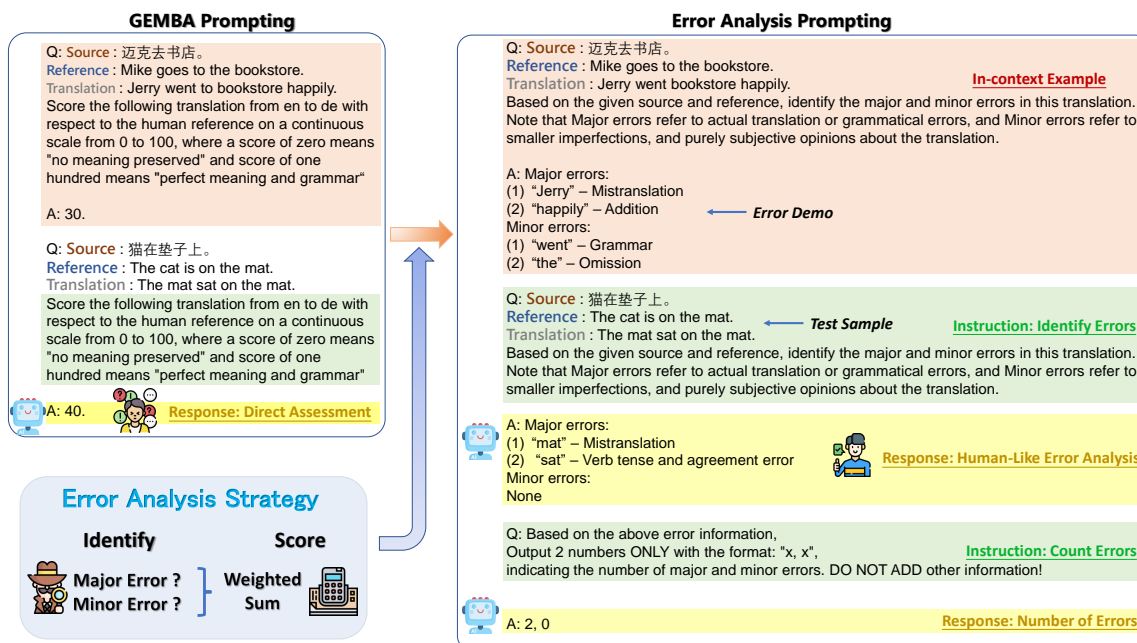 GEMBA Prompting
Q: Source : 迈克去书店。
Reference : Mike goes to the bookstore.
Translation : Jerry went to bookstore happily.
Score the following translation from en to de with
respect to the human reference on a continuous
scale from 0 to 100, where a score of zero means
"no meaning preserved" and score of one
hundred means "perfect meaning and grammar“
A: 30.
Q: Source : 猫在垫子上。
Reference : The cat is on the mat.
Translation : The mat sat on the mat.
Score the following translation from en to de with
respect to the human reference on a continuous
scale from 0 to 100, where a score of zero means
"no meaning preserved" and score of one
hundred means "perfect meaning and grammar"
A: 40.
Response: Direct Assessment
Error Analysis Strategy
Identify
Score
Major Error ?
Minor Error ?
Weighted
Sum
Error Analysis Prompting
Q: Source : 迈克去书店。
Reference : Mike goes to the bookstore.
Translation : Jerry went bookstore happily.
In-context Example
Based on the given source and reference, identify the major and minor errors in this translation.
Note that Major errors refer to actual translation or grammatical errors, and Minor errors refer to
smaller imperfections, and purely subjective opinions about the translation.
A: Major errors:
(1) “Jerry” – Mistranslation
(2) “happily” – Addition
Error Demo
Minor errors:
(1) “went” – Grammar
(2) “the” – Omission
Q: Source : 猫在垫子上。
Reference : The cat is on the mat.
Translation : The mat sat on the mat.
Test Sample
Instruction: Identify Errors
Based on the given source and reference, identify the major and minor errors in this translation.
Note that Major errors refer to actual translation or grammatical errors, and Minor errors refer to
smaller imperfections, and purely subjective opinions about the translation.
A: Major errors:
(1) “mat” – Mistranslation
(2) “sat” – Verb tense and agreement error
Minor errors:
None
Response: Human-Like Error Analysis
Q: Based on the above error information,
Output 2 numbers ONLY with the format: "x, x",
indicating the number of major and minor errors. DO NOT ADD other information!
Instruction: Count Errors
A: 2, 0
Response: Number of Errors